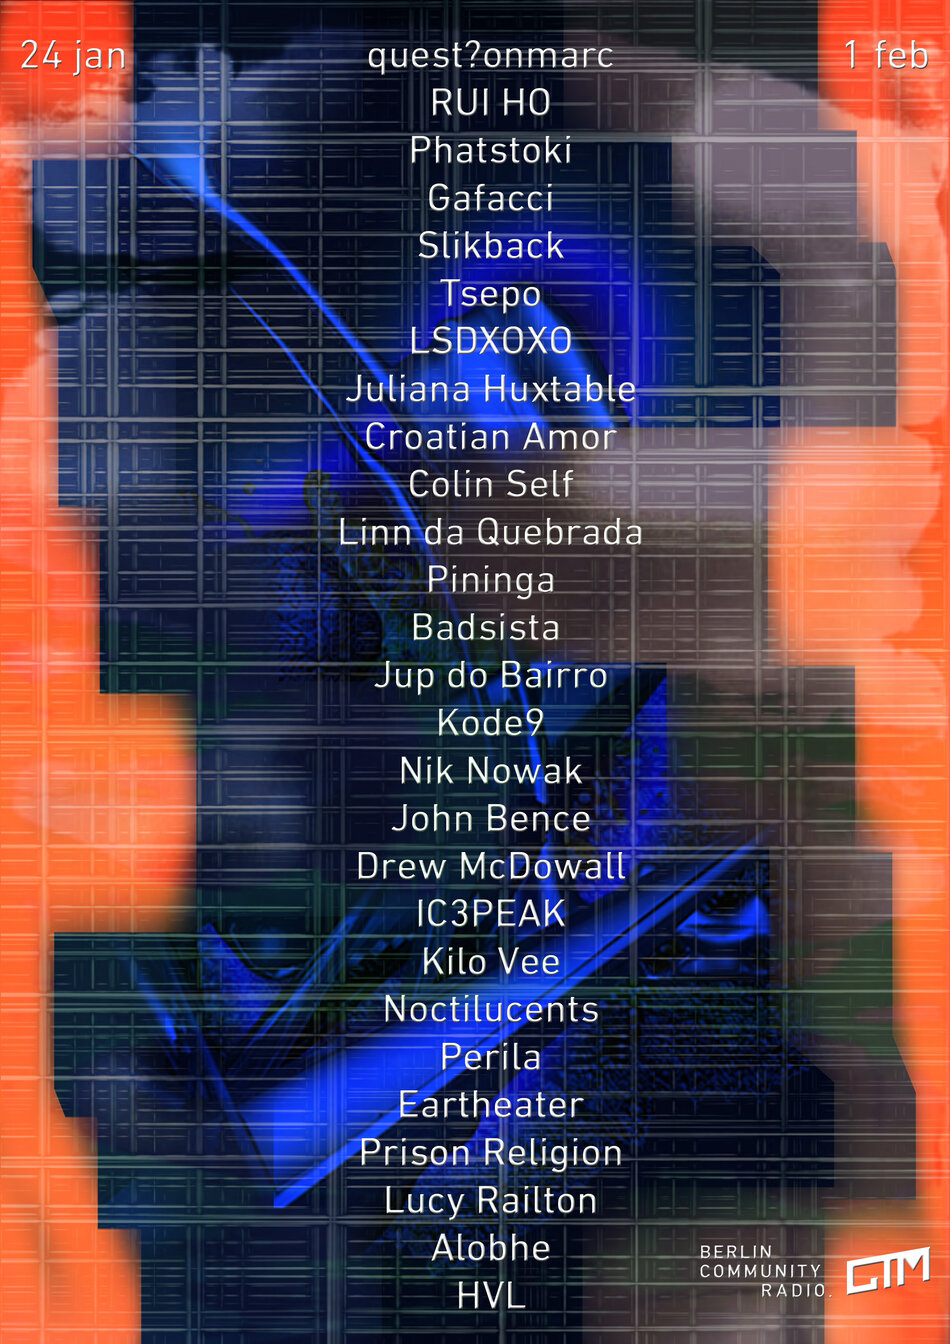 24 jan
1 feb
quest?onmarc
RUI HO
Phatstoki
Gafacci
Slikback
Tsepo
LSDXOXO
Juliana Huxtable
Croatian Amor
Colin Self
Linn da Quebrada
Pininga
Badsista
Jup do Bairro
Kode9
Nik Nowak
John Bence
Drew McDowall
IC3PEAK
Kilo Vee
Noctilucents
Perila
Eartheater
Prison Religion
Lucy Railton
Alobhe
HVL
BERLIN
COMMUNITY
RADIO.
CTM